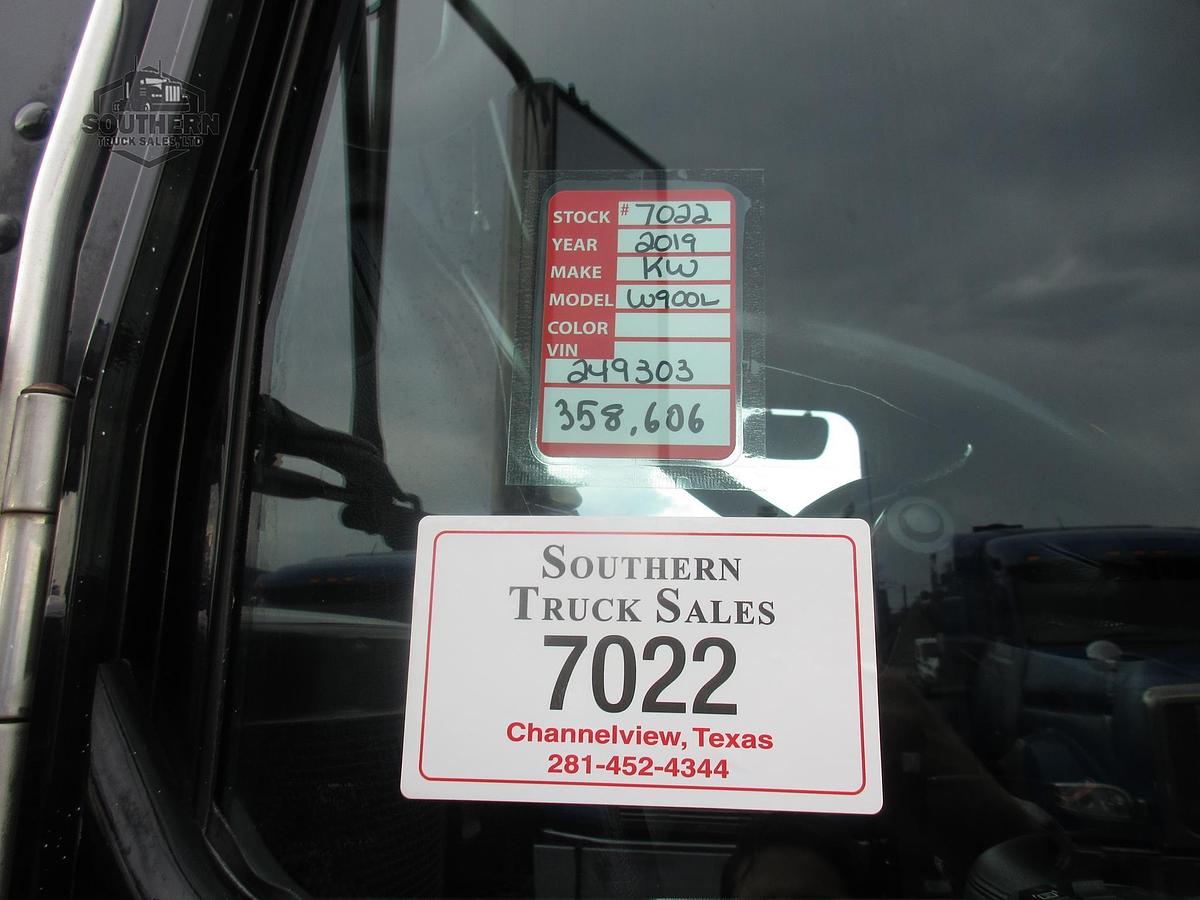 SOUTHERN
TRUCK SALES, LTD
STOCK # 7022
YEAR 2019
MAKE KW
MODEL W900L
COLOR
VIN
249303
358,606
SOUTHERN
TRUCK SALES
7022
Channelview, Texas
281-452-4344